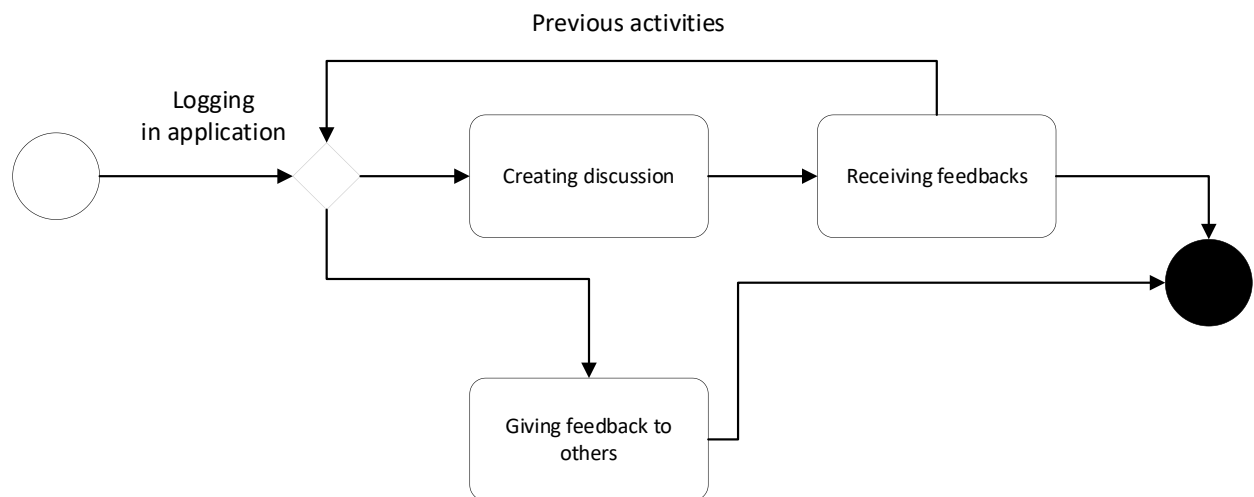 Previous activities
Logging
in application
Creating discussion
Receiving feedbacks
Giving feedback to
others